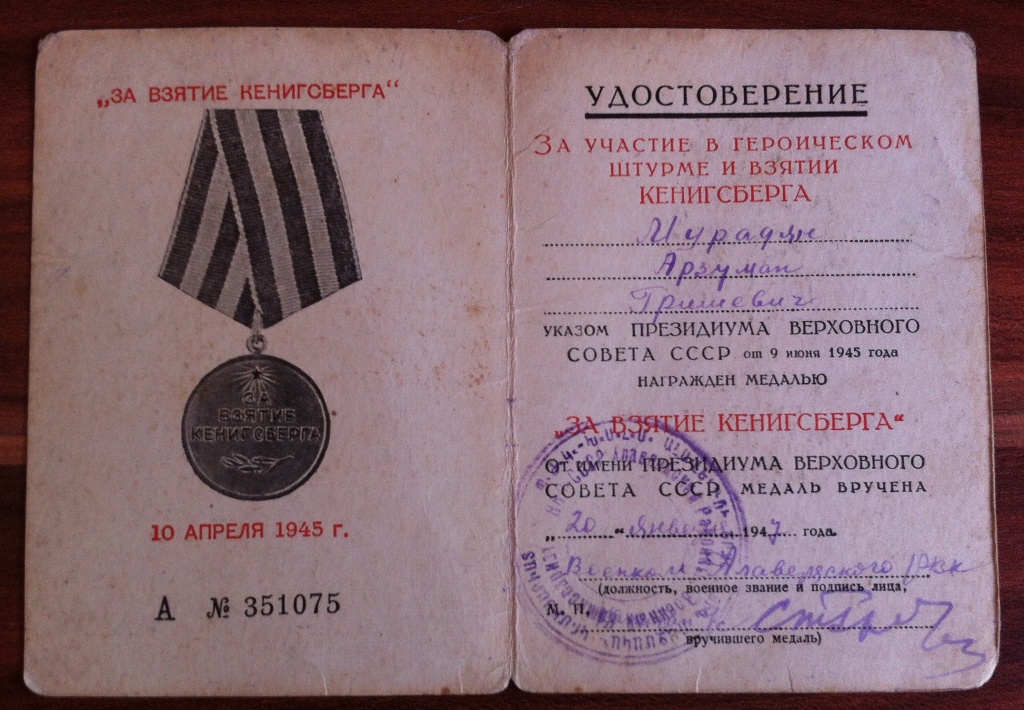 „ЗА ВЗЯТИЕ КЕНИГСБЕРГА“
ЗА
ВЗЯТИЕ
КЕНИГСБЕРГА
10 АПРЕЛЯ 1945 г.
А № 351075
УДОСТОВЕРЕНИЕ
ЗА УЧАСТИЕ В ГЕРОИЧЕСКОМ
ШТУРМЕ И ВЗЯТИИ
КЕНИГСБЕРГА
Мурадян
Арзуман
Гришевич
УКАЗОМ ПРЕЗИДИУМА ВЕРХОВНОГО
СОВЕТА СССР от 9 июня 1945 года
НАГРАЖДЕН МЕДАЛЬЮ
„ЗА ВЗЯТИЕ КЕНИГСБЕРГА“
ОТ ИМЕНИ ПРЕЗИДИУМА ВЕРХОВНОГО
СОВЕТА СССР МЕДАЛЬ ВРУЧЕНА
„20“ января 1947 года.
Военком Алавердского РВК
(должность, военное звание и подпись лица,
М. П.
вручившего медаль)